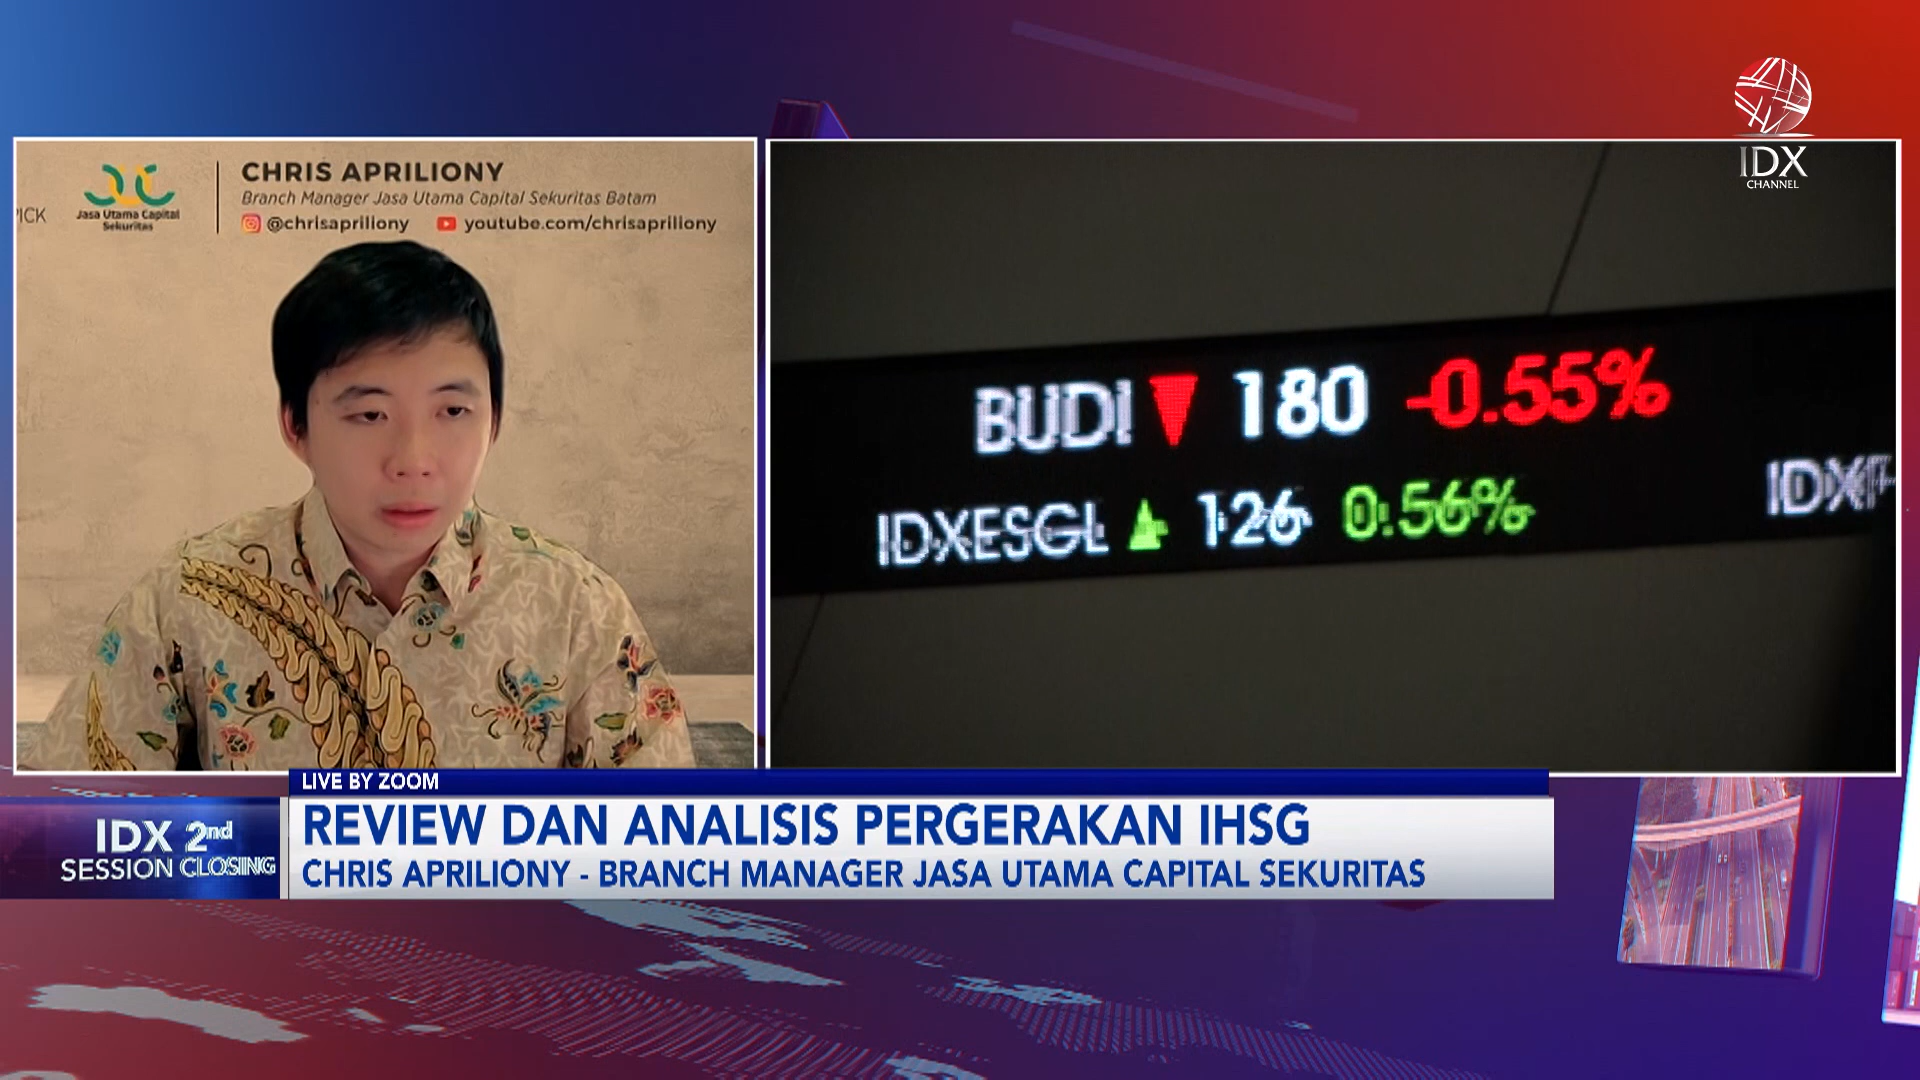 IDX
CHANNEL
CHRIS APRILIONY
Branch Manager Jasa Utama Capital Sekuritas Batam
@chrisapriliony youtube.com/chrisapriliony
Jasa Utama Capital
Sekuritas
BUDI 180 -0.55%
IDXESGL 126 0.56%
LIVE BY ZOOM
REVIEW DAN ANALISIS PERGERAKAN IHSG
CHRIS APRILIONY - BRANCH MANAGER JASA UTAMA CAPITAL SEKURITAS
IDX 2nd
SESSION CLOSING